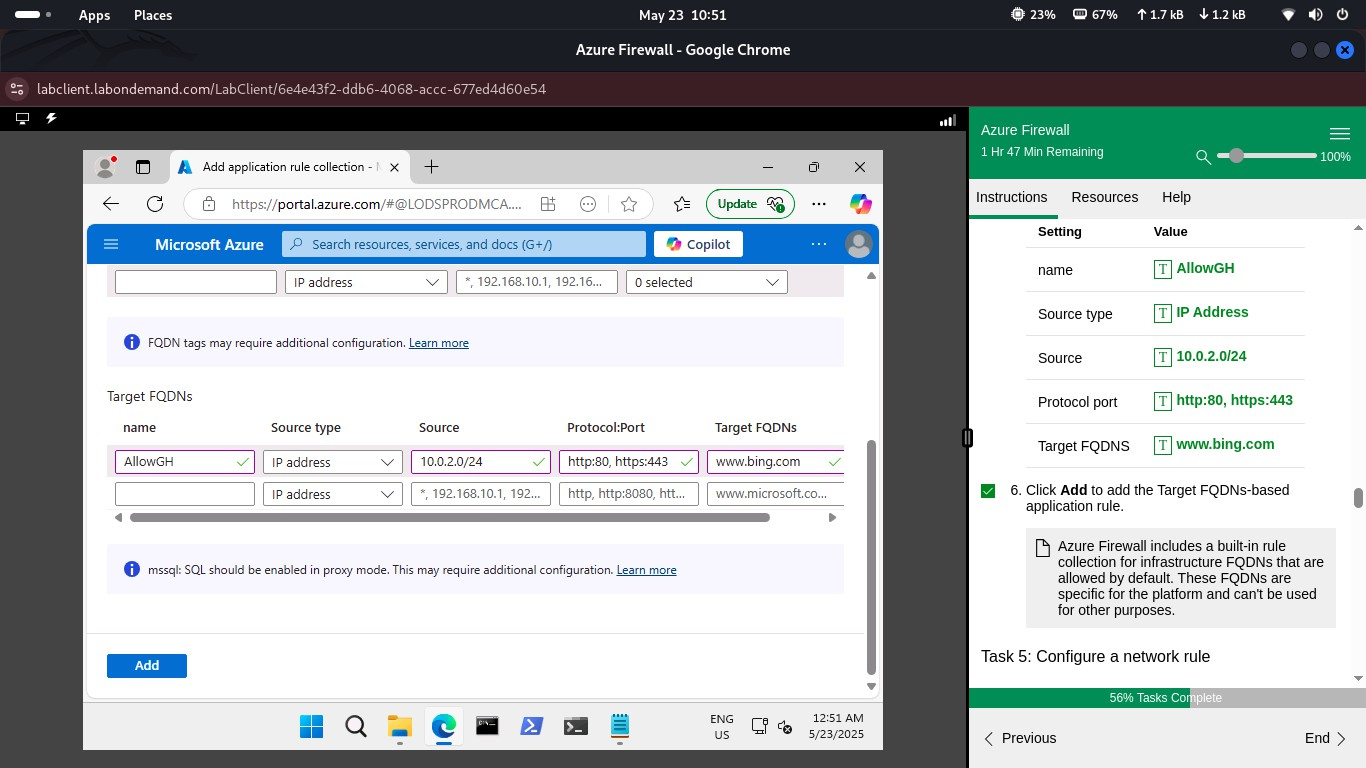 Apps Places May 23 10:51 23% 67% 1.7 kB 1.2 kB
Azure Firewall - Google Chrome
labclient.labondemand.com/LabClient/6e4e43f2-ddb6-4068-accc-677ed4d60e54
Add application rule collection -
https://portal.azure.com/#@LODSPRODMCA.... Update
Microsoft Azure Search resources, services, and docs (G+/) Copilot
IP address *, 192.168.10.1, 192.16... 0 selected
FQDN tags may require additional configuration. Learn more
Target FQDNs
name Source type Source Protocol:Port Target FQDNs
AllowGH IP address 10.0.2.0/24 http:80, https:443 www.bing.com
IP address *, 192.168.10.1, 192... http, http:8080, htt... www.microsoft.co...
mssql: SQL should be enabled in proxy mode. This may require additional configuration. Learn more
Add
ENG
US
12:51 AM
5/23/2025
Azure Firewall
1 Hr 47 Min Remaining
100%
Instructions Resources Help
Setting Value
name T AllowGH
Source type T IP Address
Source T 10.0.2.0/24
Protocol port T http:80, https:443
Target FQDNS T www.bing.com
6. Click Add to add the Target FQDNs-based
application rule.
Azure Firewall includes a built-in rule
collection for infrastructure FQDNs that are
allowed by default. These FQDNs are
specific for the platform and can't be used
for other purposes.
Task 5: Configure a network rule
56% Tasks Complete
Previous End